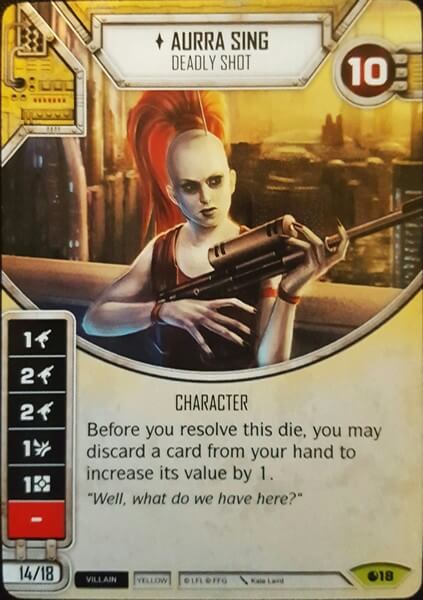 AURRA SING
DEADLY SHOT
10
1
2
2
1
1
-
CHARACTER
Before you resolve this die, you may
discard a card from your hand to
increase its value by 1.
"Well, what do we have here?"
14/18
VILLAIN
YELLOW
© LFL © FFG
Kate Laird
18